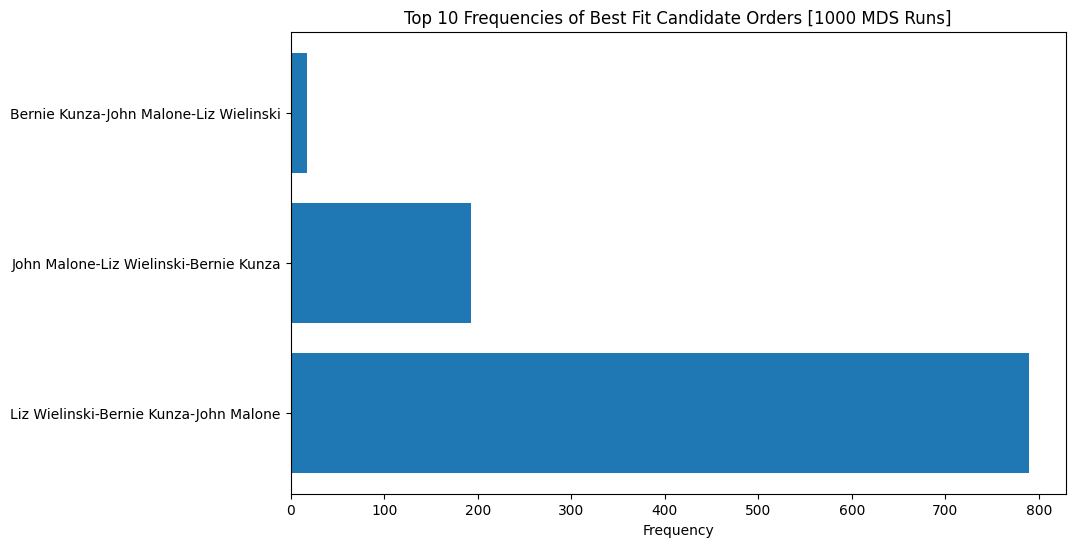 Top 10 Frequencies of Best Fit Candidate Orders [1000 MDS Runs]
Bernie Kunza-John Malone-Liz Wielinski
John Malone-Liz Wielinski-Bernie Kunza
Liz Wielinski-Bernie Kunza-John Malone
0 100 200 300 400 500 600 700 800
Frequency